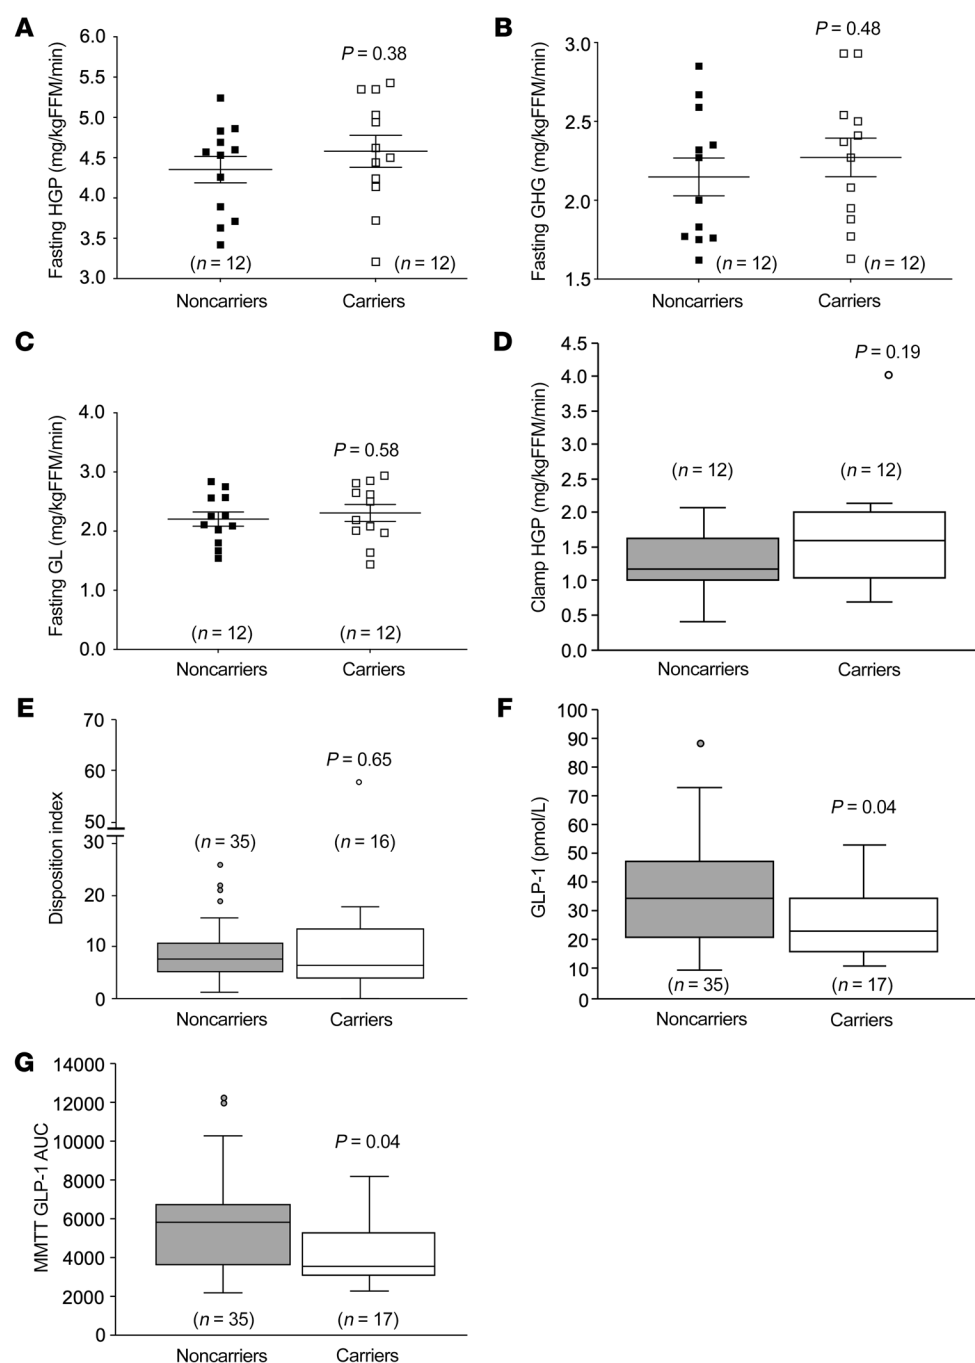 A
Fasting HGP (mg/kgFFM/min)
6.0
5.5
5.0
4.5
4.0
3.5
3.0
P = 0.38
(n = 12)
(n = 12)
Noncarriers
Carriers
B
Fasting GHG (mg/kgFFM/min)
3.0
2.5
2.0
1.5
P = 0.48
(n = 12)
(n = 12)
Noncarriers
Carriers
C
Fasting GL (mg/kgFFM/min)
4.0
3.0
2.0
1.0
0.0
P = 0.58
(n = 12)
(n = 12)
Noncarriers
Carriers
D
Clamp HGP (mg/kgFFM/min)
4.5
4.0
3.5
3.0
2.5
2.0
1.5
1.0
0.5
0.0
P = 0.19
(n = 12)
(n = 12)
Noncarriers
Carriers
E
Disposition index
70
60
50
30
20
10
0
P = 0.65
(n = 35)
(n = 16)
Noncarriers
Carriers
F
GLP-1 (pmol/L)
100
90
80
70
60
50
40
30
20
10
0
P = 0.04
(n = 35)
(n = 17)
Noncarriers
Carriers
G
MMTT GLP-1 AUC
14000
12000
10000
8000
6000
4000
2000
0
P = 0.04
(n = 35)
(n = 17)
Noncarriers
Carriers